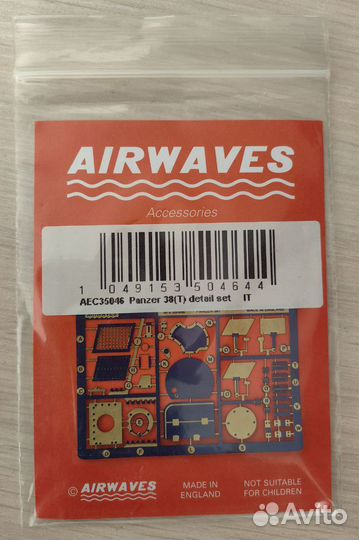 AIRWAVES
Accessories
1 049153 504644
AEC35046 Panzer 38(T) detail set IT
A
B
C
D
F
L
S
© AIRWAVES
MADE IN ENGLAND
NOT SUITABLE FOR CHILDREN
Avito